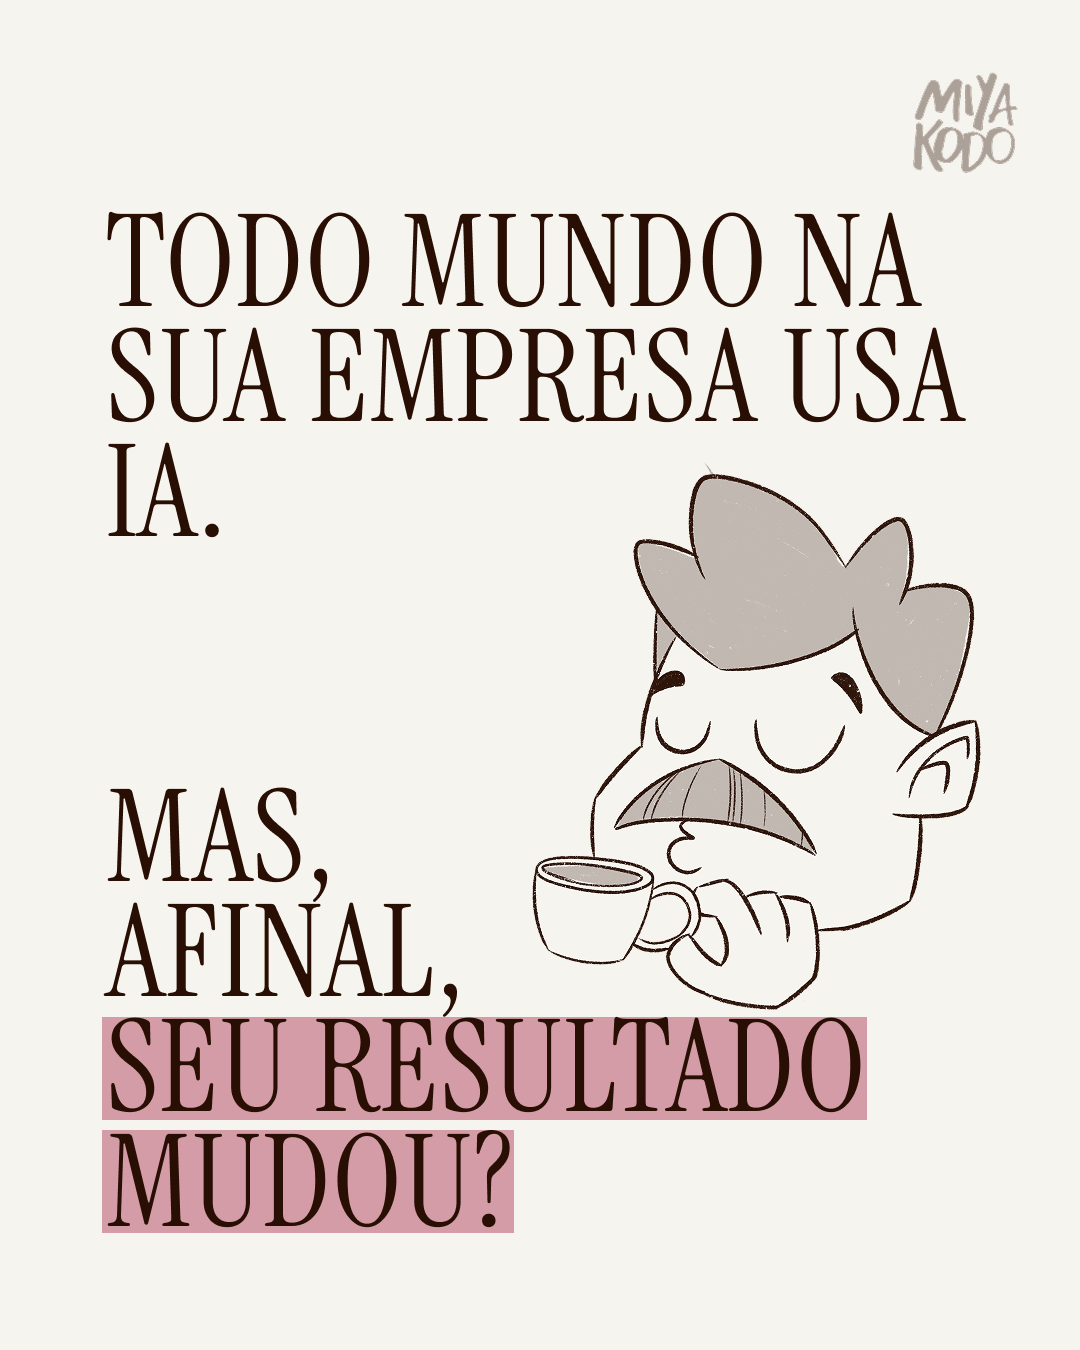 MIYA
KODO
TODO MUNDO NA
SUA EMPRESA USA
IA.
MAS,
AFINAL,
SEU RESULTADO
MUDOU?